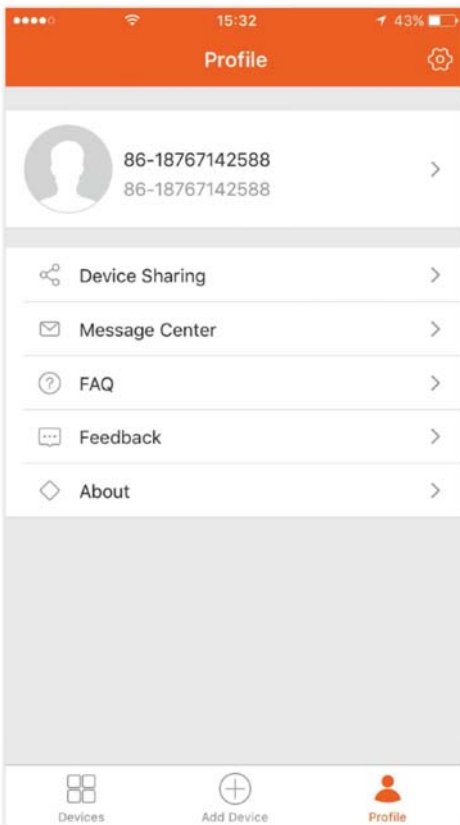 15:32
43%
Profile
86-18767142588
86-18767142588
Device Sharing
Message Center
FAQ
Feedback
About
Devices
Add Device
Profile